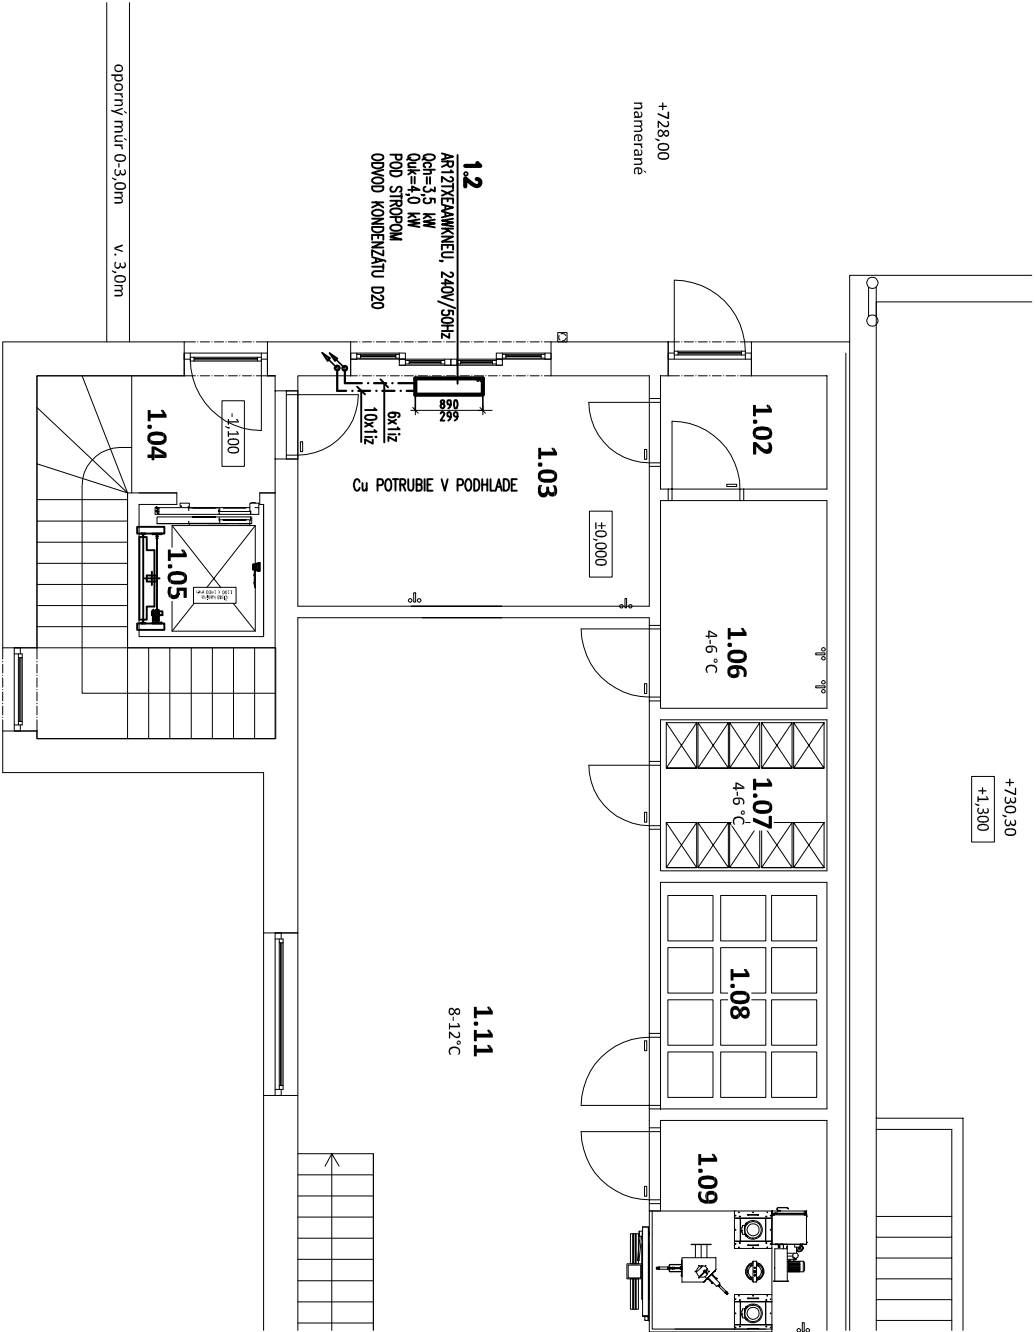 oporný múr 0-3,0m v. 3,0m
+728,00
namerané
1.2
AR12TXEAAWKNEU, 240V/50Hz
Qch=3,5 kW
Quk=4,0 kW
POD STROPOM
ODVOD KONDENZÁTU D20
890
299
6x1iz
10x1iz
Cu POTRUBIE V PODHLADE
1.02
1.03
±0,000
1.04
-1,100
1.05
1100 x 1400 mm
1.06
4-6 °C
1.07
4-6 °C
1.08
1.09
1.11
8-12°C
+730,30
+1,300